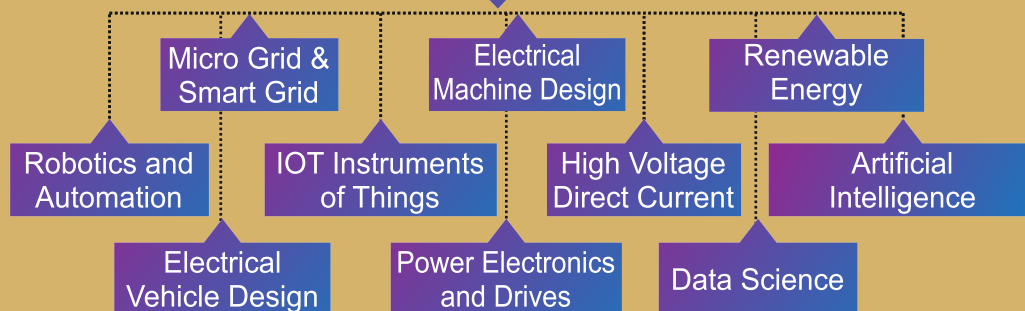 Micro Grid &
Smart Grid
Electrical
Machine Design
Renewable
Energy
Robotics and
Automation
IOT Instruments
of Things
High Voltage
Direct Current
Artificial
Intelligence
Electrical
Vehicle Design
Power Electronics
and Drives
Data Science